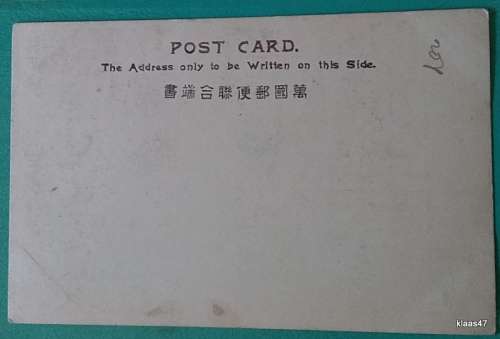 POST CARD.
The Address only to be Written on this Side.
萬國郵便聯合端書
klaas47